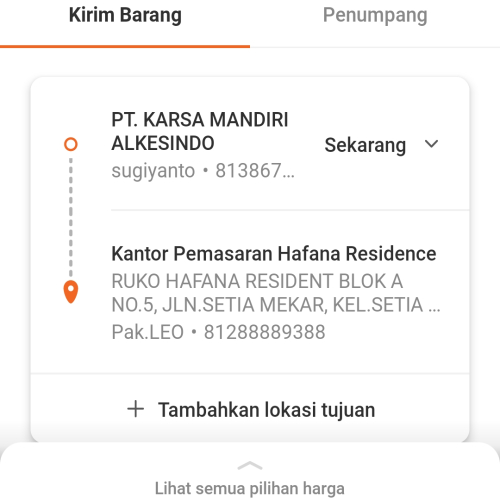 Kirim Barang
Penumpang
PT. KARSA MANDIRI
ALKESINDO
Sekarang
sugiyanto • 813867...
Kantor Pemasaran Hafana Residence
RUKO HAFANA RESIDENT BLOK A
NO.5, JLN.SETIA MEKAR, KEL.SETIA ...
Pak.LEO • 81288889388
+ Tambahkan lokasi tujuan
Lihat semua pilihan harga